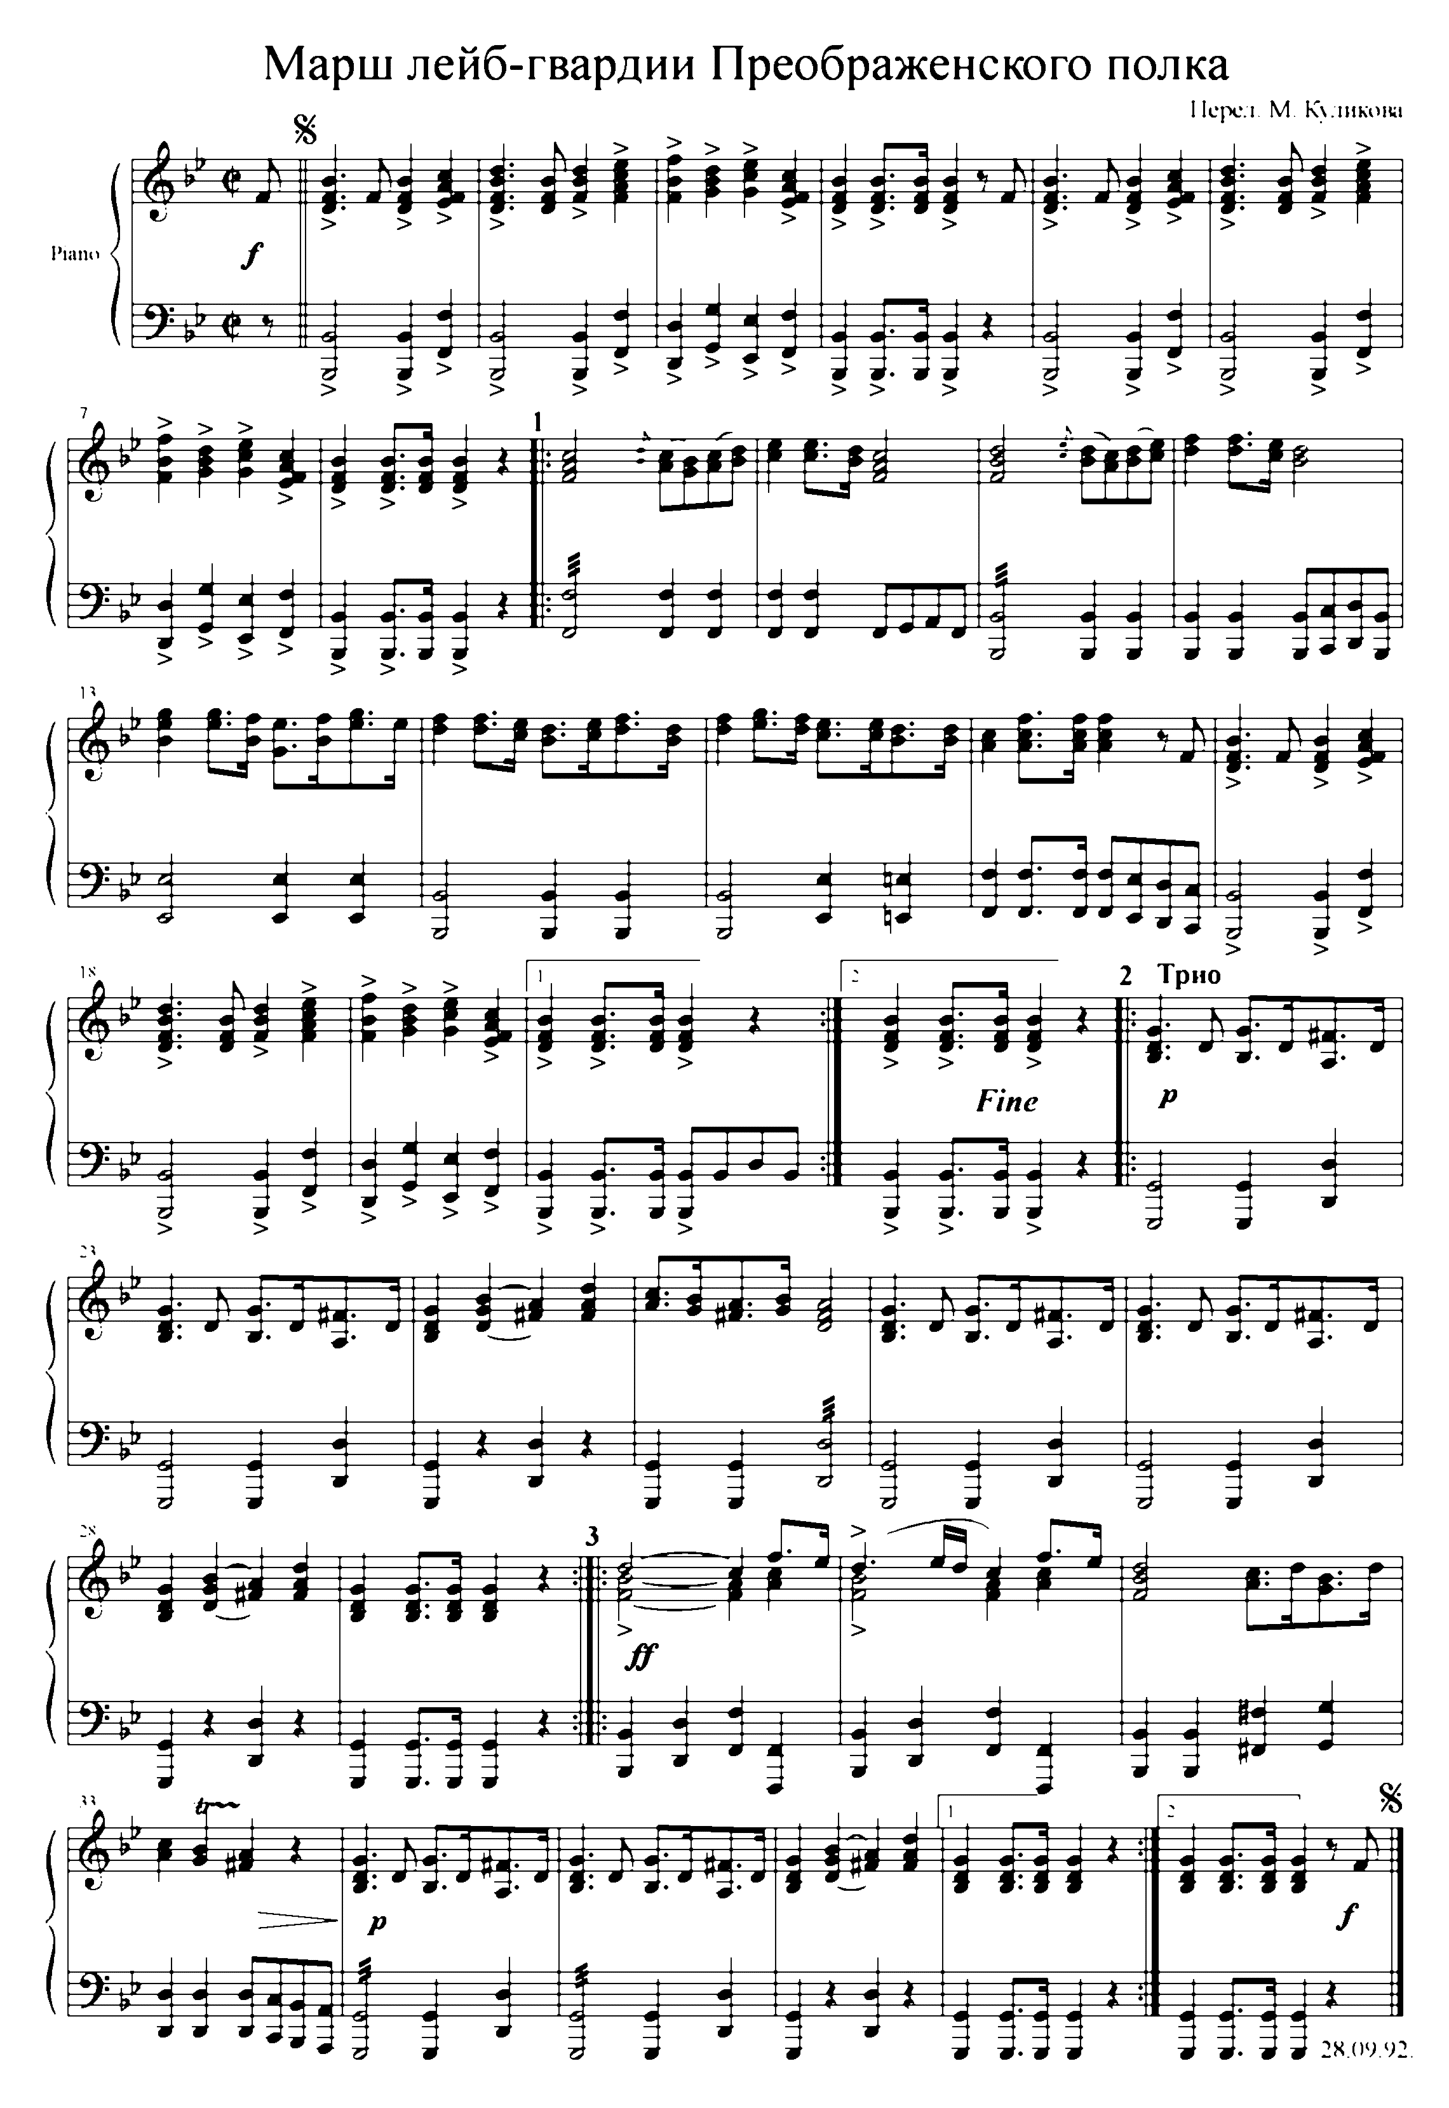 Марш лейб-гвардии Преображенского полка
Перел. М. Куликова
Piano
f
7
1
13
18
1
2
Fine
2 Трио
p
23
28
3
ff
33
tr
p
1
2
f
28.09.92.